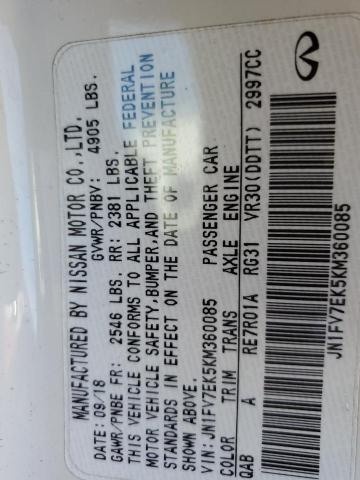 MANUFACTURED BY NISSAN MOTOR CO.,LTD.
DATE: 09/18 GVWR/PNBV: 4905 LBS.
GAWR/PNBE FR: 2546 LBS. RR: 2381 LBS.
THIS VEHICLE CONFORMS TO ALL APPLICABLE FEDERAL
MOTOR VEHICLE SAFETY,BUMPER,AND THEFT PREVENTION
STANDARDS IN EFFECT ON THE DATE OF MANUFACTURE
SHOWN ABOVE.
VIN:JN1FV7EK5KM360085 PASSENGER CAR
COLOR TRIM TRANS AXLE ENGINE
QAB A RE7R01A RG31 VR30(DDTT) 2997CC
JN1FV7EK5KM360085